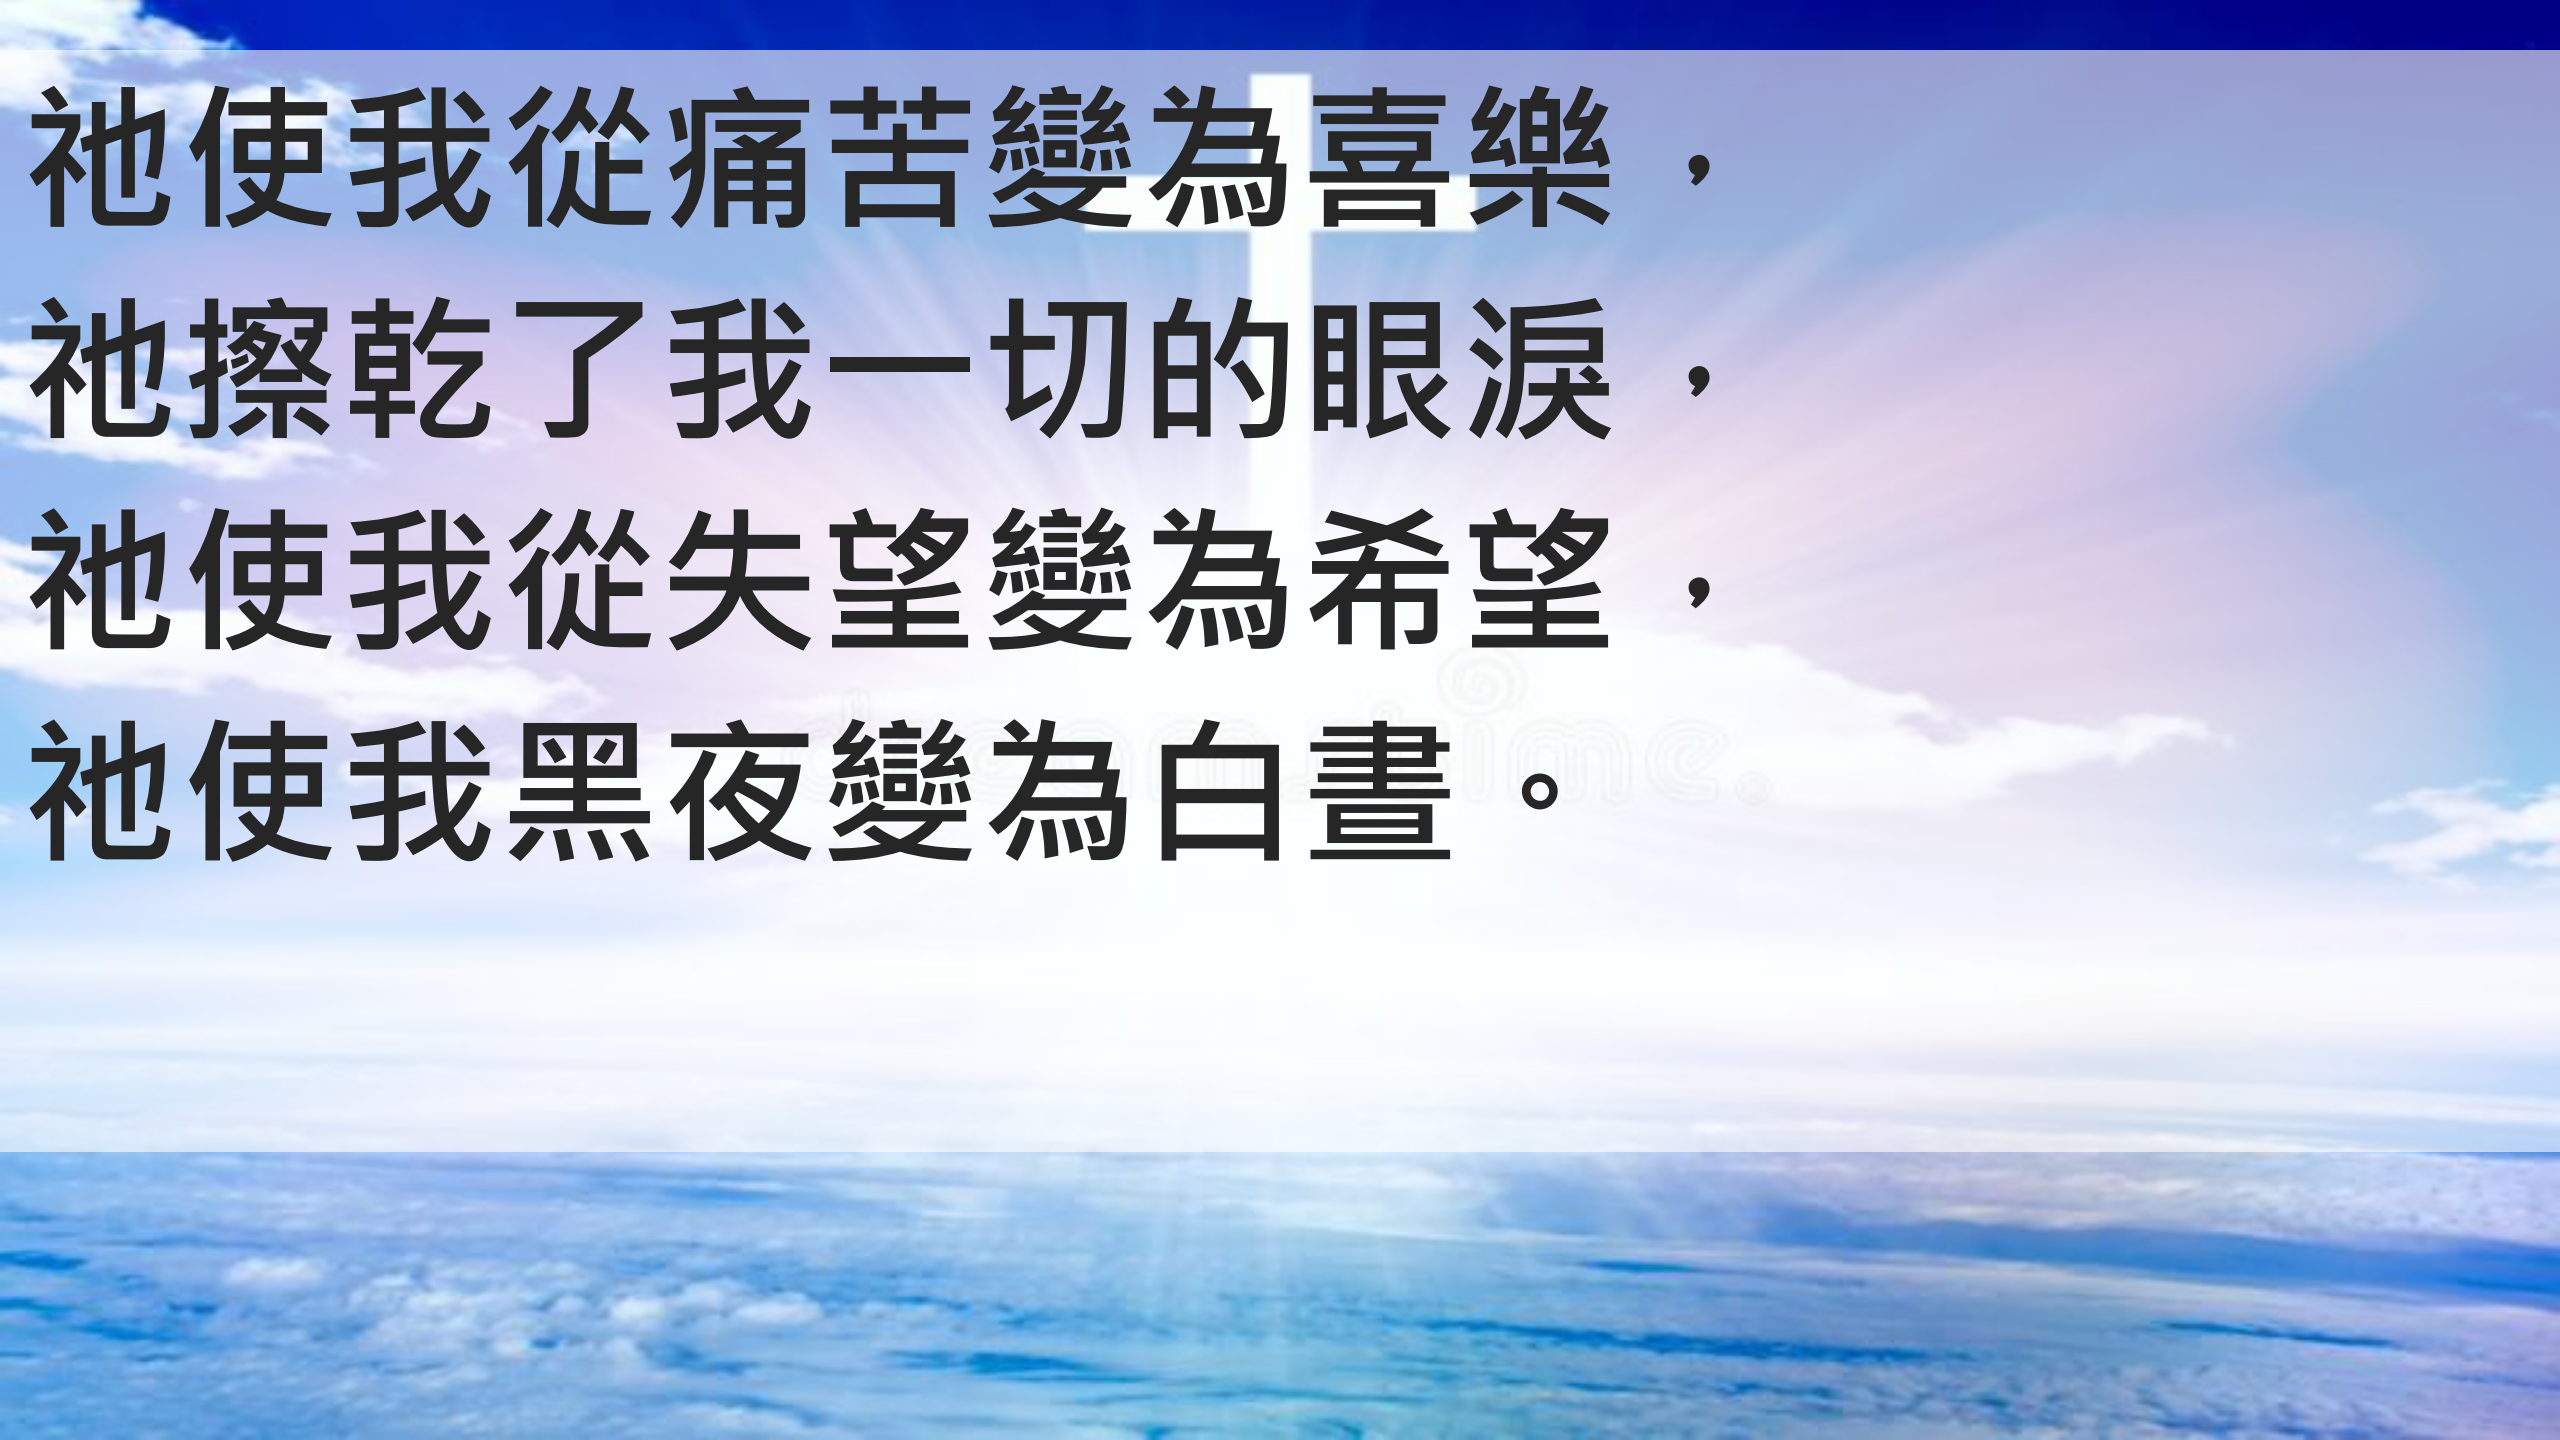 祂使我從痛苦變為喜樂，
祂擦乾了我一切的眼淚，
祂使我從失望變為希望，
祂使我黑夜變為白晝。
dreamstime.